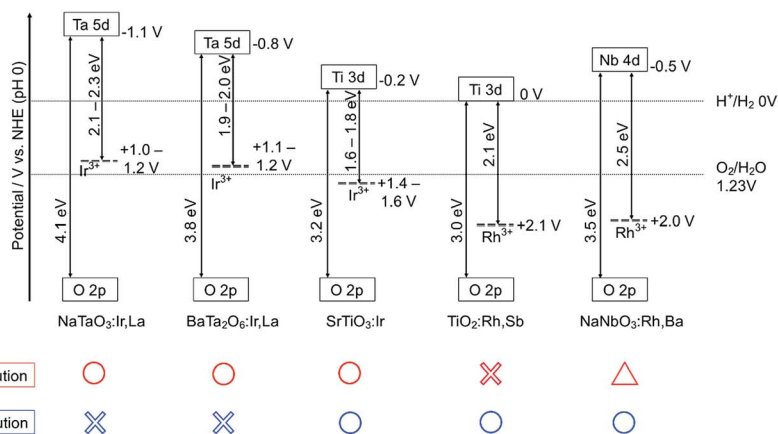 Ta 5d
-1.1 V
Ta 5d
-0.8 V
Ti 3d
-0.2 V
Ti 3d
0 V
Nb 4d
-0.5 V
H⁺/H₂ 0V
O₂/H₂O
1.23V
Potential / V vs. NHE (pH 0)
2.1 – 2.3 eV
+1.0 –
1.2 V
Ir³⁺
4.1 eV
1.9 – 2.0 eV
+1.1 –
1.2 V
Ir³⁺
3.8 eV
1.6 – 1.8 eV
+1.4 –
1.6 V
Ir³⁺
3.2 eV
2.1 eV
Rh³⁺
+2.1 V
3.0 eV
2.5 eV
Rh³⁺
+2.0 V
3.5 eV
O 2p
O 2p
O 2p
O 2p
O 2p
NaTaO₃:Ir,La
BaTa₂O₆:Ir,La
SrTiO₃:Ir
TiO₂:Rh,Sb
NaNbO₃:Rh,Ba
ution
ution